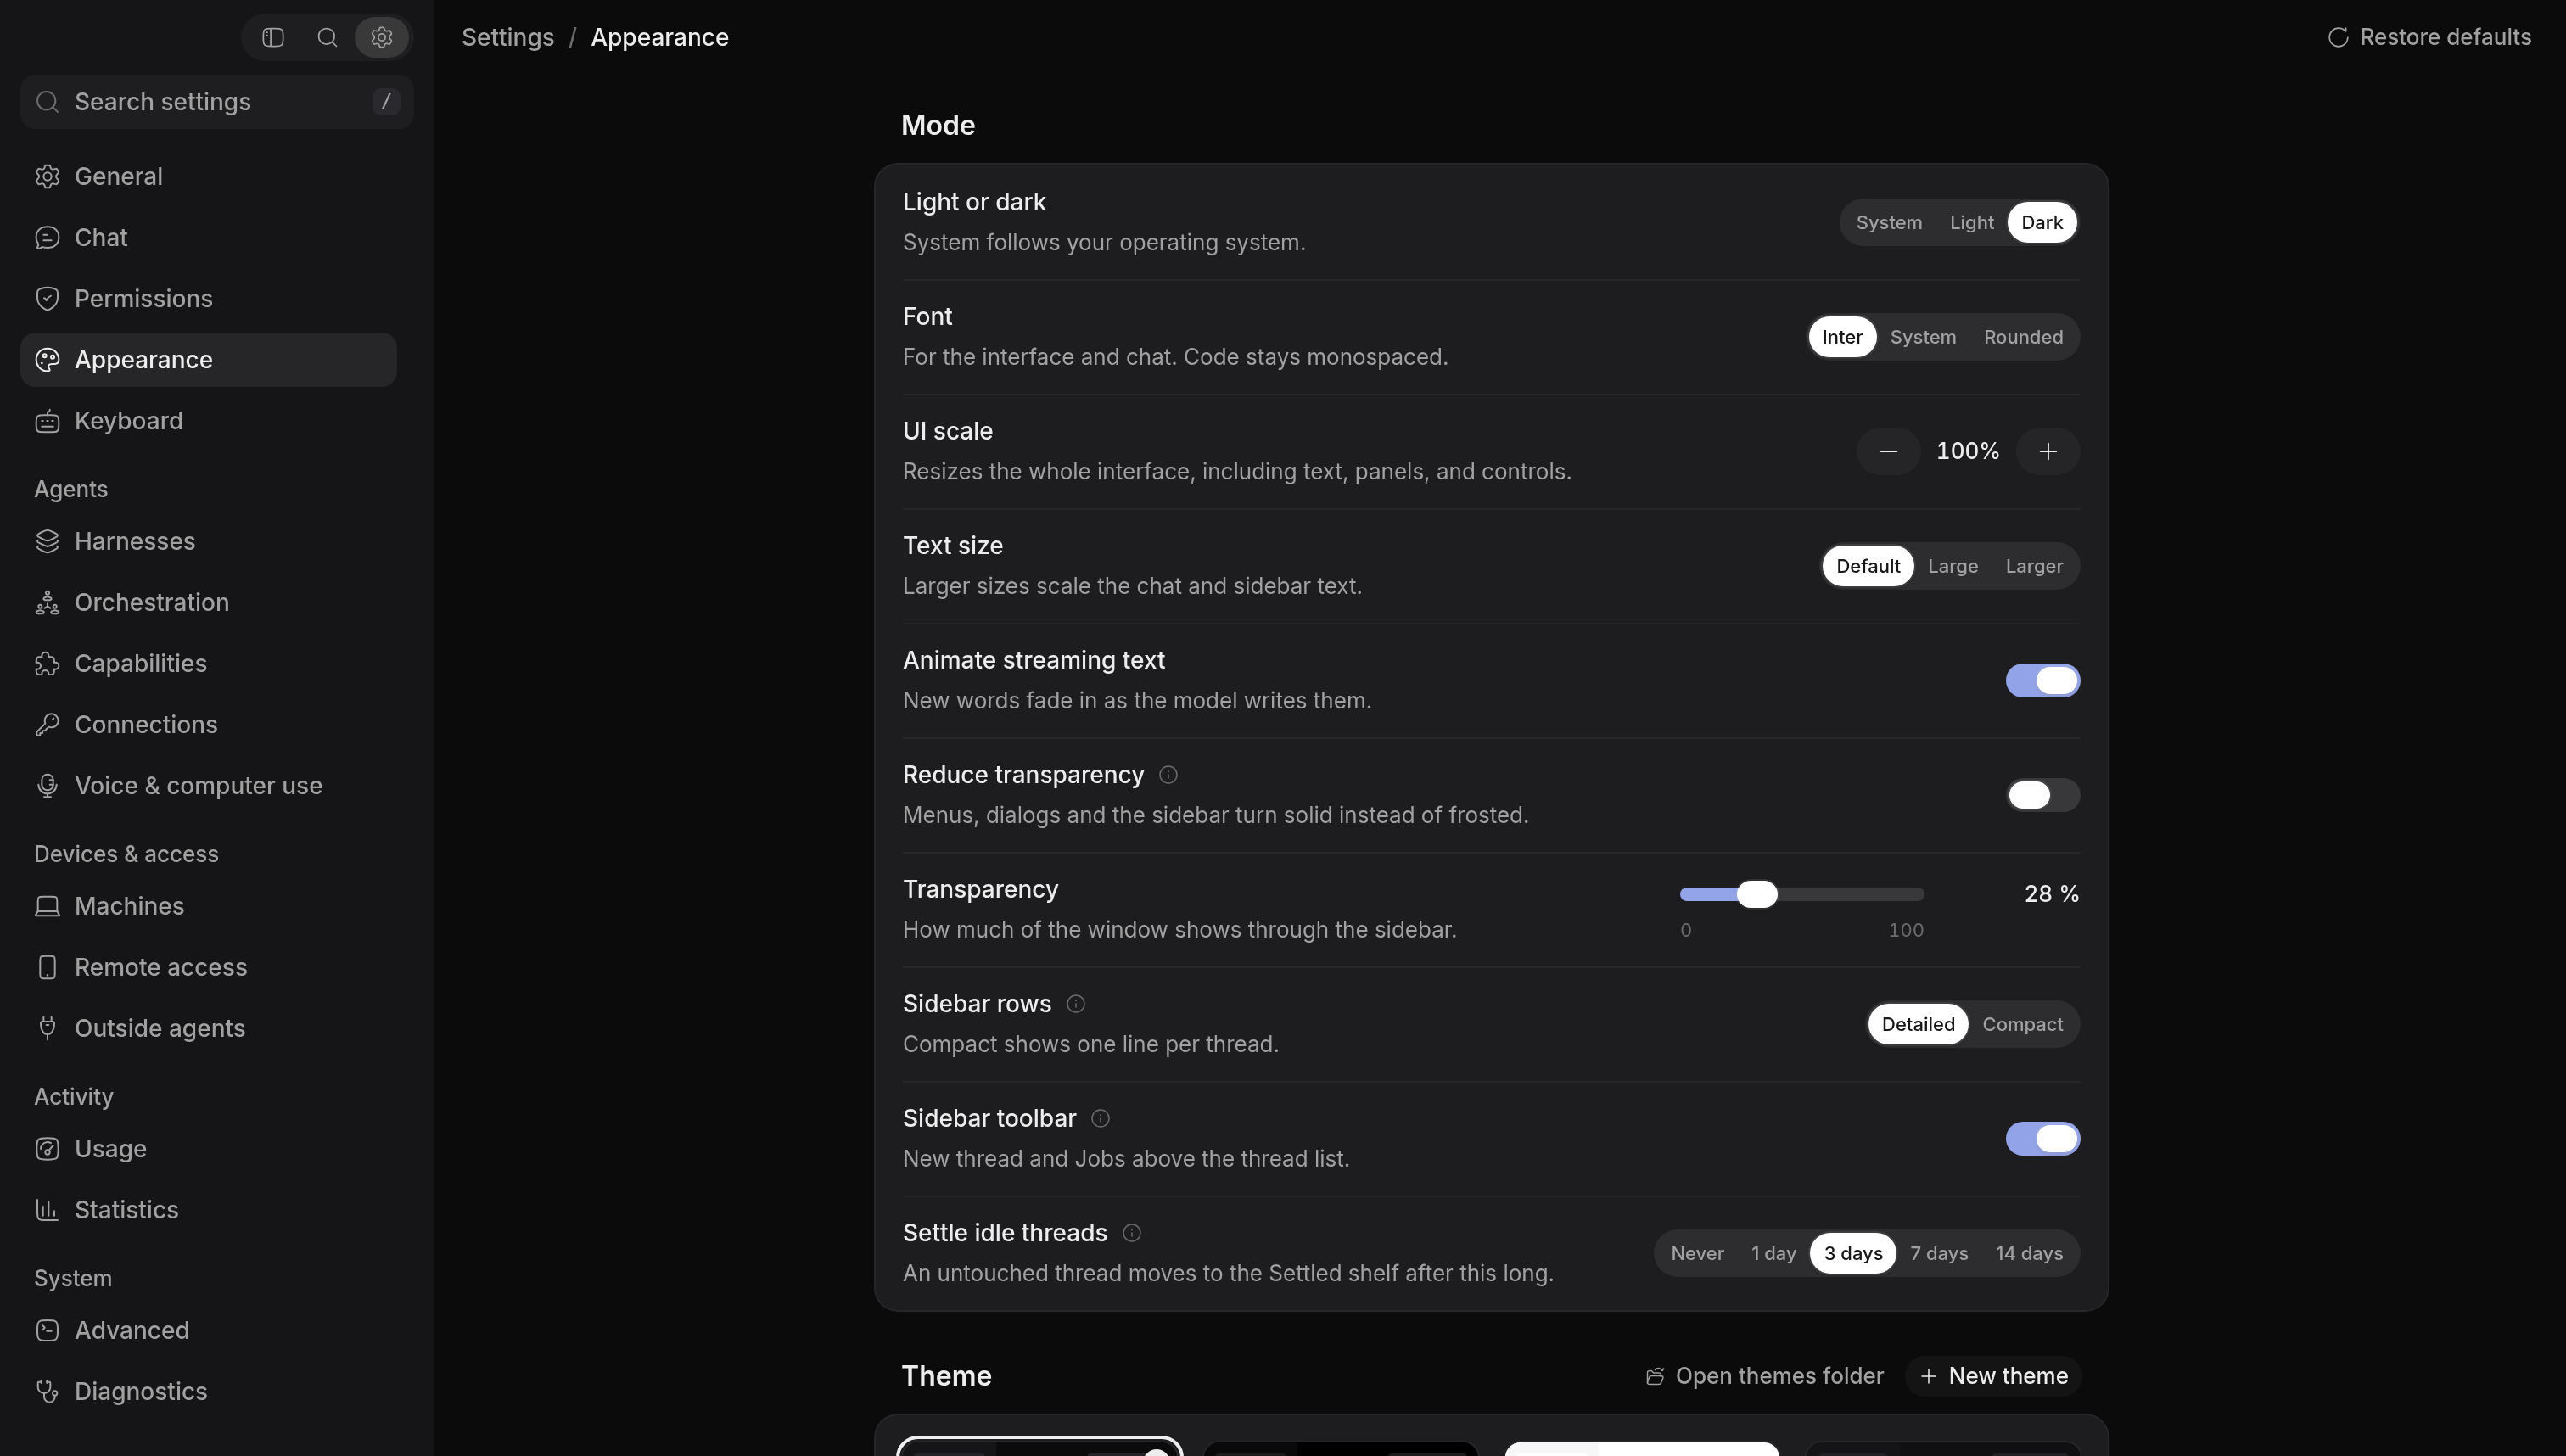 Settings / Appearance
Restore defaults
Search settings /
General
Chat
Permissions
Appearance
Keyboard
Agents
Harnesses
Orchestration
Capabilities
Connections
Voice & computer use
Devices & access
Machines
Remote access
Outside agents
Activity
Usage
Statistics
System
Advanced
Diagnostics
Mode
Light or dark
System follows your operating system.
System Light Dark
Font
For the interface and chat. Code stays monospaced.
Inter System Rounded
UI scale
Resizes the whole interface, including text, panels, and controls.
100%
Text size
Larger sizes scale the chat and sidebar text.
Default Large Larger
Animate streaming text
New words fade in as the model writes them.
Reduce transparency
Menus, dialogs and the sidebar turn solid instead of frosted.
Transparency
How much of the window shows through the sidebar.
28 %
0 100
Sidebar rows
Compact shows one line per thread.
Detailed Compact
Sidebar toolbar
New thread and Jobs above the thread list.
Settle idle threads
An untouched thread moves to the Settled shelf after this long.
Never 1 day 3 days 7 days 14 days
Theme
Open themes folder
New theme